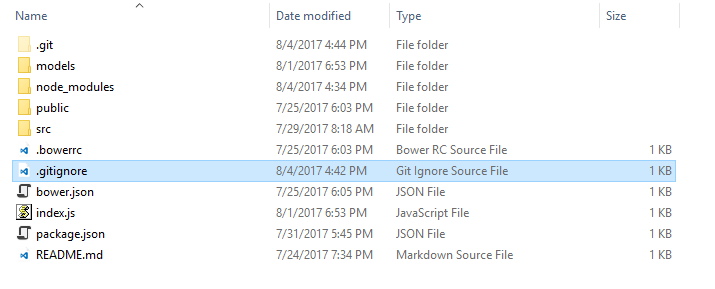 Name Date modified Type Size
.git 8/4/2017 4:44 PM File folder
models 8/1/2017 6:53 PM File folder
node_modules 8/4/2017 4:34 PM File folder
public 7/25/2017 6:03 PM File folder
src 7/29/2017 8:18 AM File folder
.bowerrc 7/25/2017 6:03 PM Bower RC Source File 1 KB
.gitignore 8/4/2017 4:42 PM Git Ignore Source File 1 KB
bower.json 7/25/2017 6:05 PM JSON File 1 KB
index.js 8/1/2017 6:53 PM JavaScript File 1 KB
package.json 7/31/2017 5:45 PM JSON File 1 KB
README.md 7/24/2017 7:34 PM Markdown Source File 1 KB